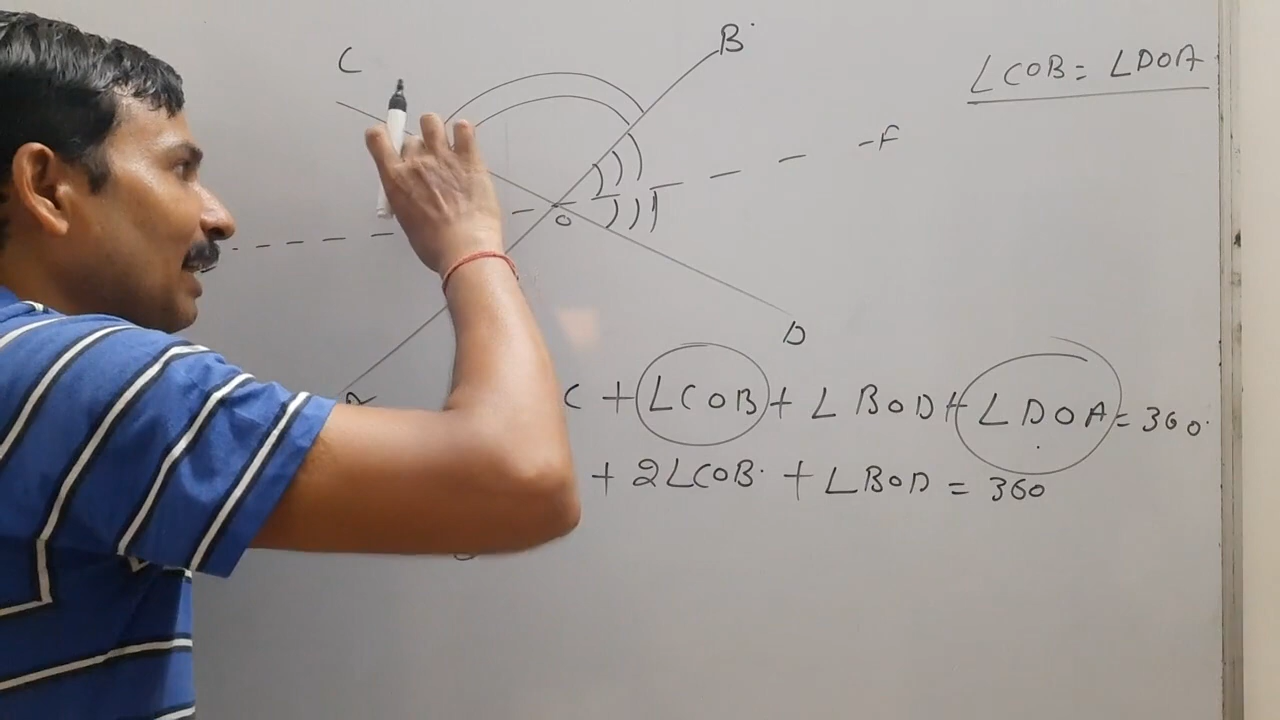 C
B
∠COB = ∠DOA
F
O
D
C + ∠COB + ∠BOD + ∠DOA = 360
+ 2∠COB + ∠BOD = 360